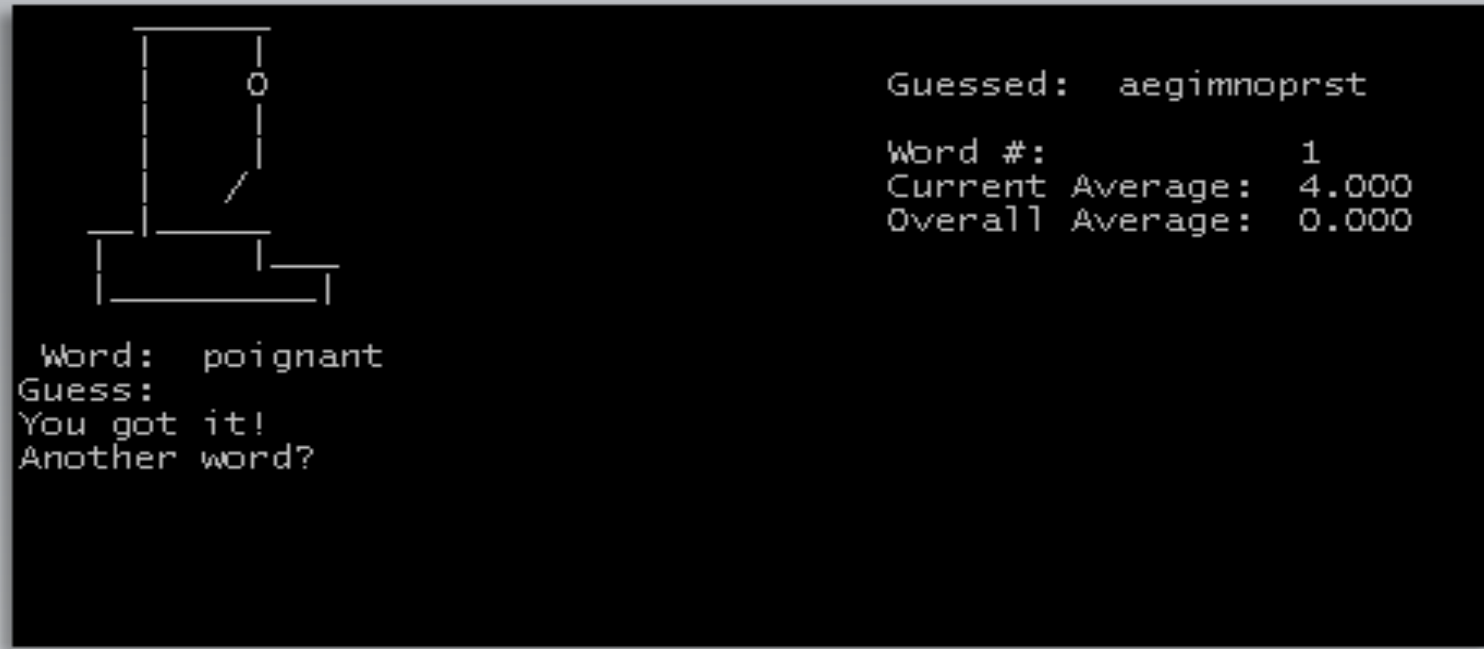 Guessed: aegimnoprst
Word #: 1
Current Average: 4.000
Overall Average: 0.000
Word: poignant
Guess:
You got it!
Another word?